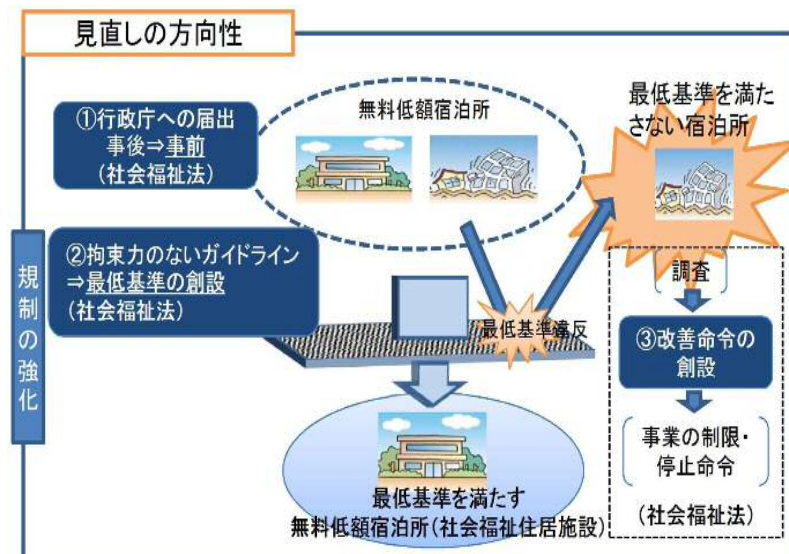 見直しの方向性
①行政庁への届出
事後⇒事前
(社会福祉法)
無料低額宿泊所
最低基準を満た
さない宿泊所
規制の強化
②拘束力のないガイドライン
⇒最低基準の創設
(社会福祉法)
最低基準違反
調査
③改善命令の
創設
事業の制限・
停止命令
(社会福祉法)
最低基準を満たす
無料低額宿泊所(社会福祉住居施設)